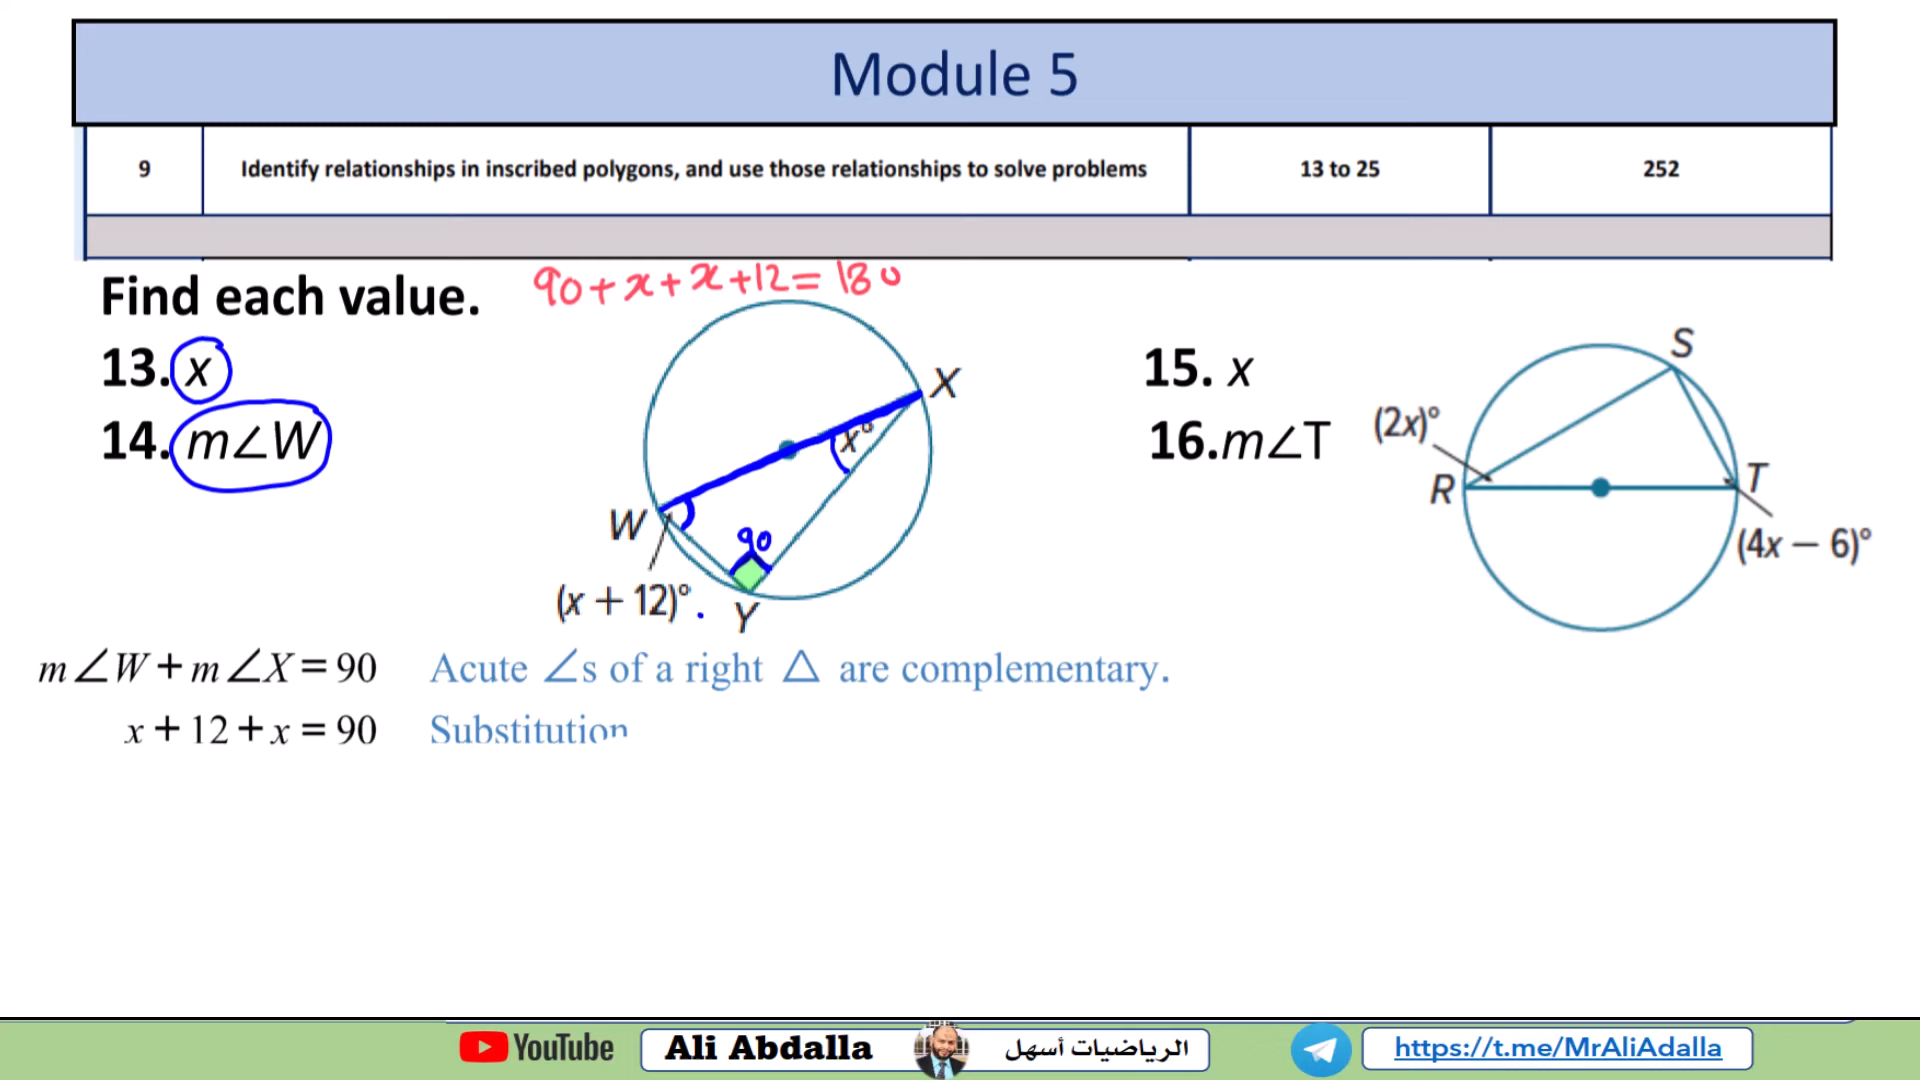 Module 5
9 Identify relationships in inscribed polygons, and use those relationships to solve problems 13 to 25 252
Find each value.
90+x+x+12=180
13. x
14. m∠W
X
x°
W
90
(x + 12)°.
Y
15. x
16.m∠T
S
(2x)°
R
T
(4x – 6)°
m∠W+m∠X=90 Acute ∠s of a right △ are complementary.
x+12+x=90 Substitution
YouTube
Ali Abdalla
الرياضيات أسهل
https://t.me/MrAliAdalla